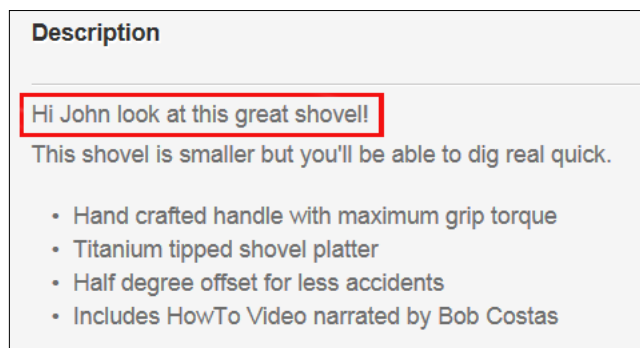 Description
Hi John look at this great shovel!
This shovel is smaller but you'll be able to dig real quick.
• Hand crafted handle with maximum grip torque
• Titanium tipped shovel platter
• Half degree offset for less accidents
• Includes HowTo Video narrated by Bob Costas